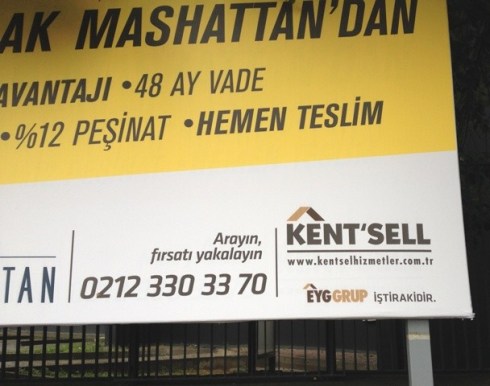 AK MASHATTAN'DAN
AVANTAJI • 48 AY VADE
• %12 PEŞİNAT • HEMEN TESLİM
TAN
Arayın,
fırsatı yakalayın
0212 330 33 70
KENT'SELL
www.kentselhizmetler.com.tr
EYGGRUP İŞTİRAKİDİR.